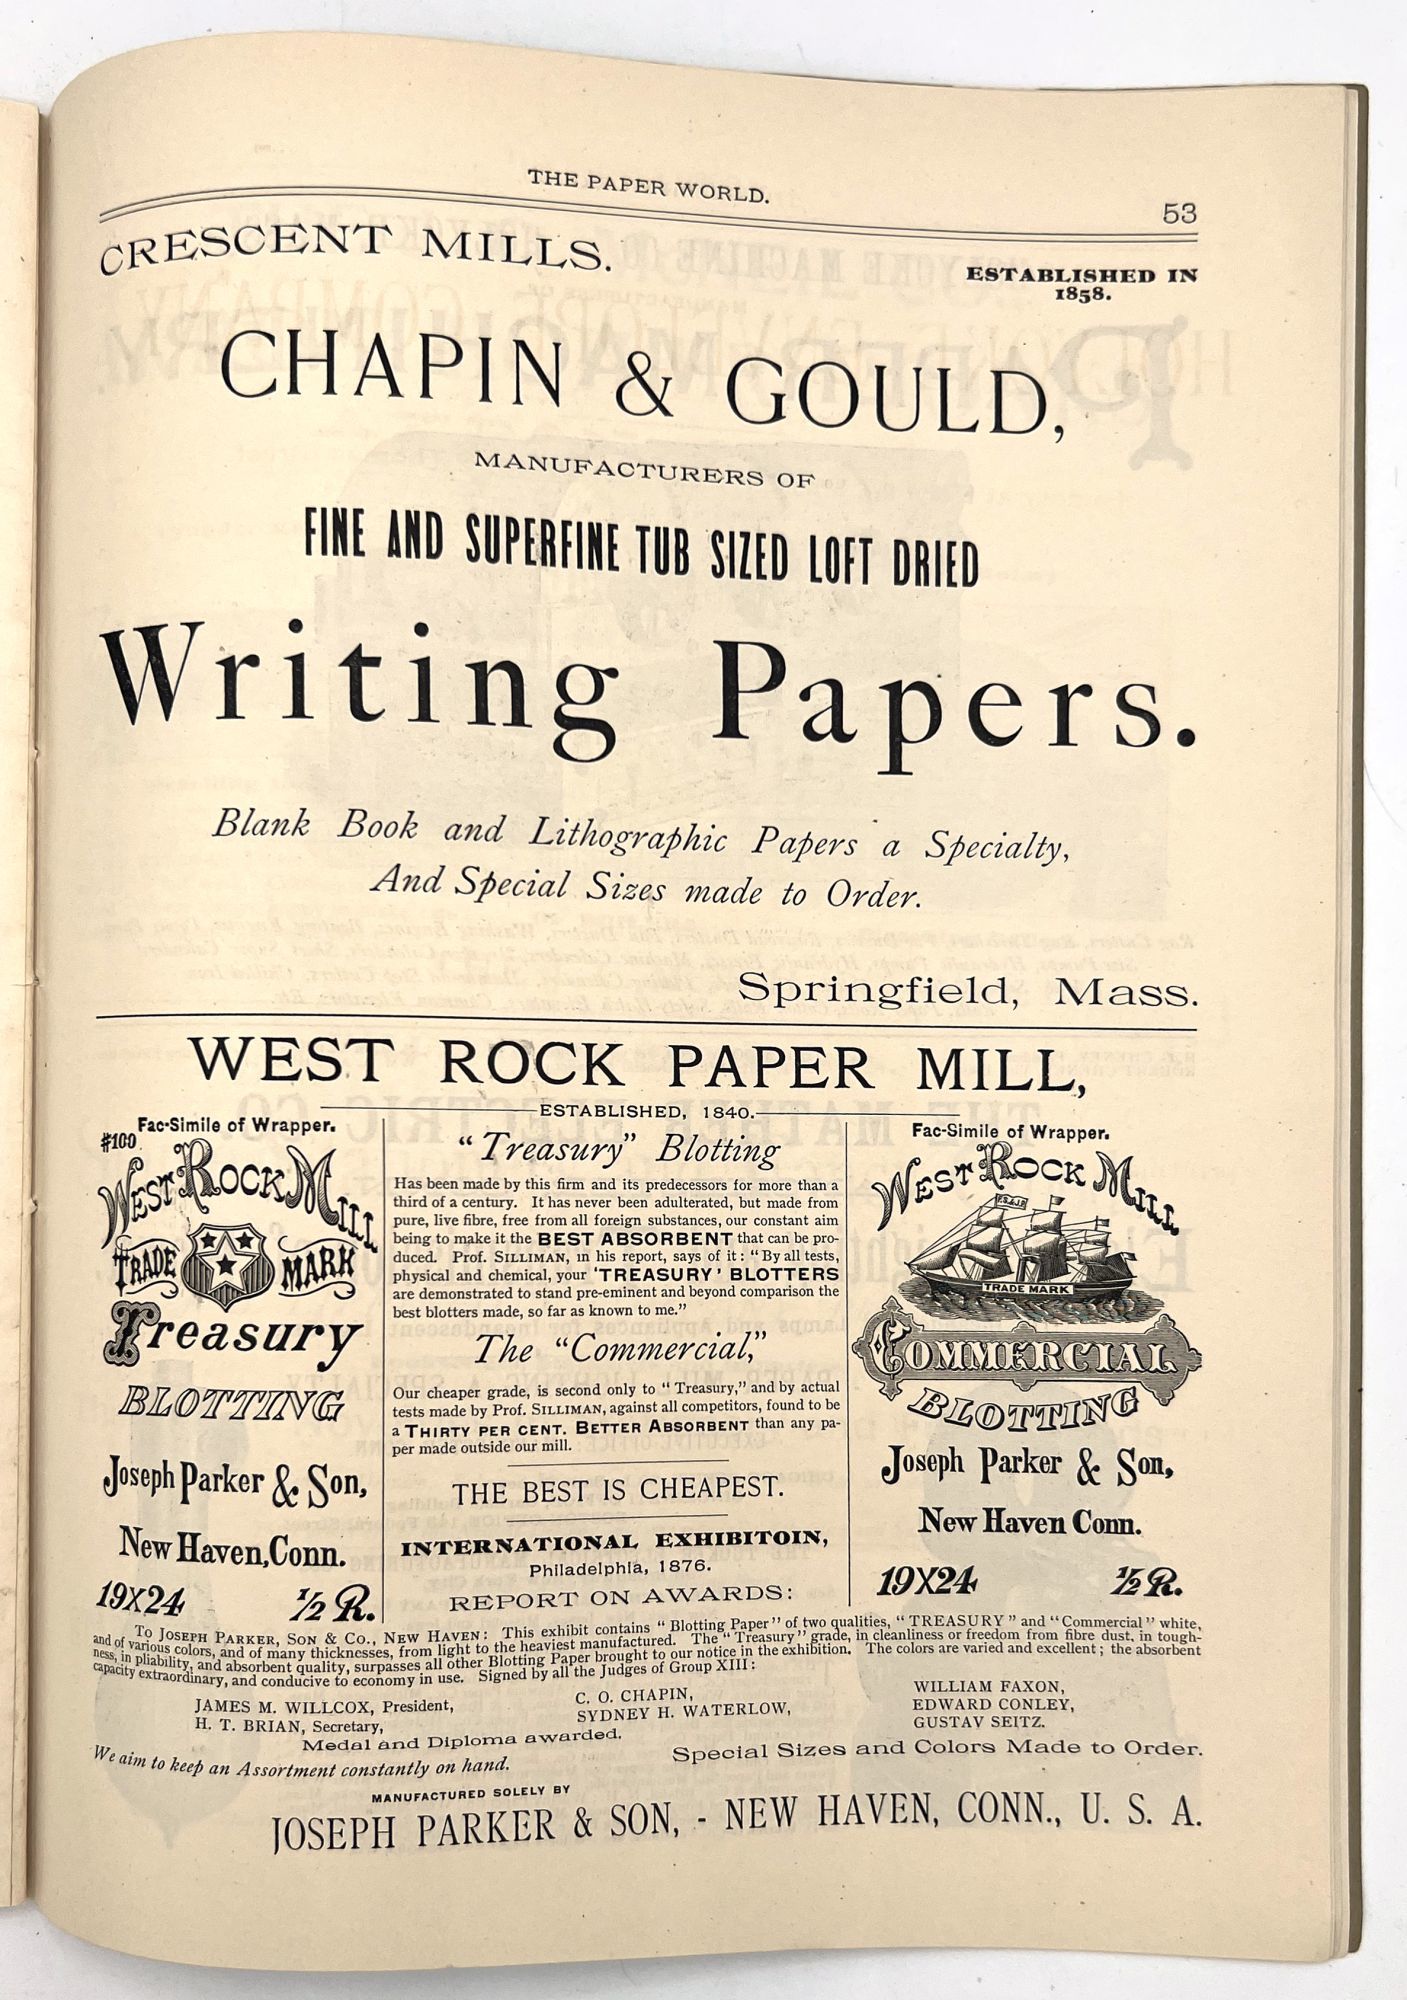 THE PAPER WORLD.
53
CRESCENT MILLS.
ESTABLISHED IN
1858.
CHAPIN & GOULD,
MANUFACTURERS OF
FINE AND SUPERFINE TUB SIZED LOFT DRIED
Writing Papers.
Blank Book and Lithographic Papers a Specialty,
And Special Sizes made to Order.
Springfield, Mass.
WEST ROCK PAPER MILL,
ESTABLISHED, 1840.
Fac-Simile of Wrapper.
#100
WEST ROCK MILL
TRADE MARK
Treasury
BLOTTING
Joseph Parker & Son,
New Haven, Conn.
19X24 ½ R.
"Treasury" Blotting
Has been made by this firm and its predecessors for more than a
third of a century. It has never been adulterated, but made from
pure, live fibre, free from all foreign substances, our constant aim
being to make it the BEST ABSORBENT that can be pro-
duced. Prof. SILLIMAN, in his report, says of it: "By all tests,
physical and chemical, your 'TREASURY' BLOTTERS
are demonstrated to stand pre-eminent and beyond comparison the
best blotters made, so far as known to me."
The "Commercial,"
Our cheaper grade, is second only to "Treasury," and by actual
tests made by Prof. SILLIMAN, against all competitors, found to be
a THIRTY PER CENT. BETTER ABSORBENT than any pa-
per made outside our mill.
THE BEST IS CHEAPEST.
INTERNATIONAL EXHIBITOIN,
Philadelphia, 1876.
REPORT ON AWARDS:
Fac-Simile of Wrapper.
WEST ROCK MILL
TRADE MARK
COMMERCIAL
BLOTTING
Joseph Parker & Son,
New Haven Conn.
19X24 ½ R.
To JOSEPH PARKER, SON & CO., NEW HAVEN: This exhibit contains "Blotting Paper" of two qualities, "TREASURY" and "Commercial" white,
and of various colors, and of many thicknesses, from light to the heaviest manufactured. The "Treasury" grade, in cleanliness or freedom from fibre dust, in tough-
ness, in pliability, and absorbent quality, surpasses all other Blotting Paper brought to our notice in the exhibition. The colors are varied and excellent; the absorbent
capacity extraordinary, and conducive to economy in use. Signed by all the Judges of Group XIII:
JAMES M. WILLCOX, President,
H. T. BRIAN, Secretary,
C. O. CHAPIN,
SYDNEY H. WATERLOW,
WILLIAM FAXON,
EDWARD CONLEY,
GUSTAV SEITZ.
Medal and Diploma awarded.
We aim to keep an Assortment constantly on hand.
Special Sizes and Colors Made to Order.
MANUFACTURED SOLELY BY
JOSEPH PARKER & SON, - NEW HAVEN, CONN., U. S. A.